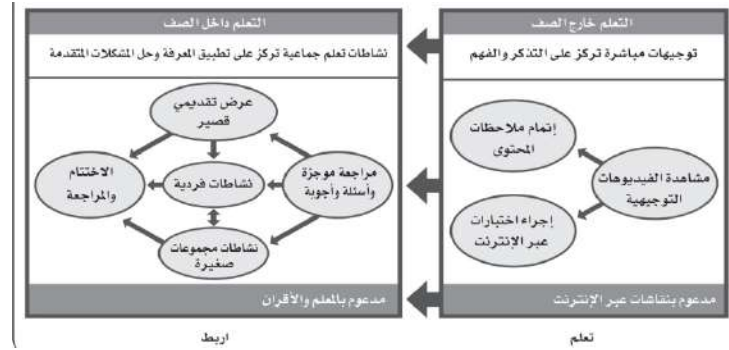 التعلم خارج الصف
توجيهات مباشرة تركز على التذكر والفهم
مشاهدة الفيديوهات
التوجيهية
إتمام ملاحظات
المحتوى
إجراء اختبارات
عبر الإنترنت
مدعوم بنقاشات عبر الإنترنت
تعلم
التعلم داخل الصف
نشاطات تعلم جماعية تركز على تطبيق المعرفة وحل المشكلات المتقدمة
مراجعة موجزة
وأسئلة وأجوبة
عرض تقديمي
قصير
نشاطات فردية
نشاطات مجموعات
صغيرة
الاختتام
والمراجعة
مدعوم بالمعلم والأقران
اربط